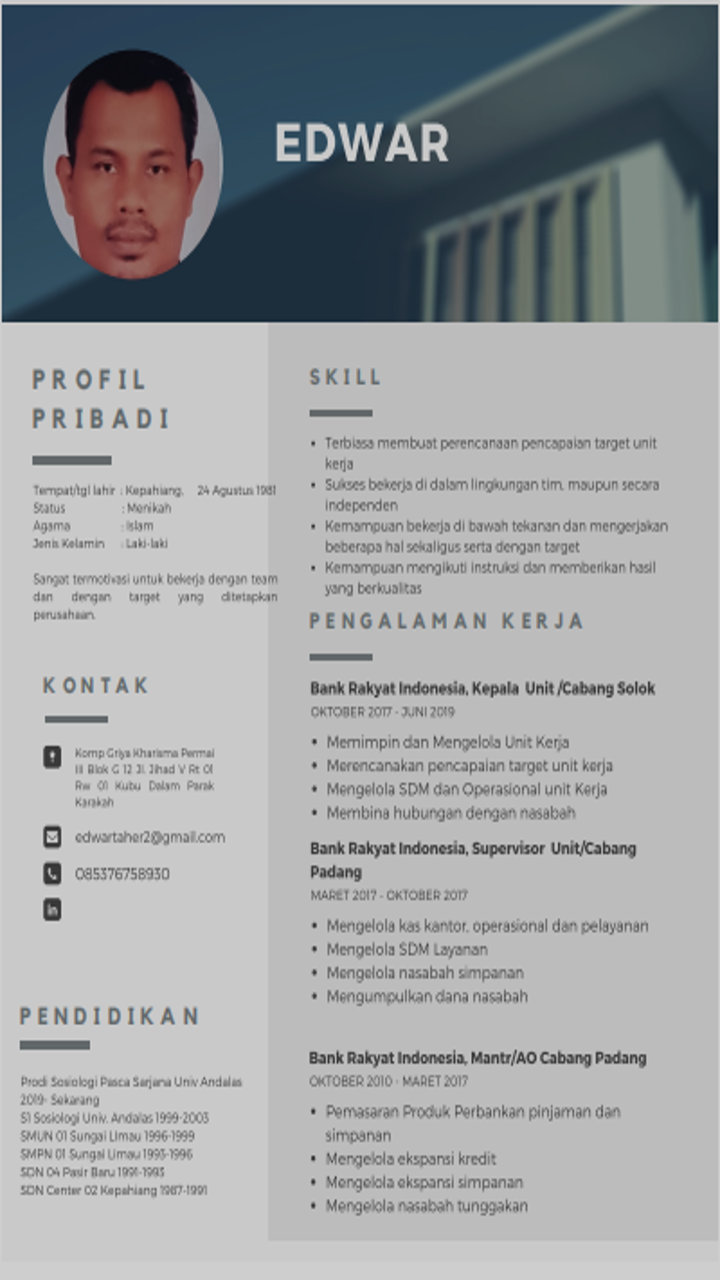 EDWAR
PROFIL
PRIBADI
Tempat/tgl lahir : Kepahiang, 24 Agustus 1981
Status : Menikah
Agama : Islam
Jenis Kelamin : Laki-laki
Sangat termotivasi untuk bekerja dengan team
dan dengan target yang ditetapkan
perusahaan.
KONTAK
Komp Griya Kharisma Permai
III Blok G 12 Jl. Jihad V Rt 01
Rw 01 Kubu Dalam Parak
Karakah
edwartaher2@gmail.com
085376758930
in
PENDIDIKAN
Prodi Sosiologi Pasca Sarjana Univ Andalas
2019- Sekarang
S1 Sosiologi Univ. Andalas 1999-2003
SMUN 01 Sungai Limau 1996-1999
SMPN 01 Sungai Limau 1993-1996
SDN 04 Pasir Baru 1991-1993
SDN Center 02 Kepahiang 1987-1991
SKILL
• Terbiasa membuat perencanaan pencapaian target unit
kerja
• Sukses bekerja di dalam lingkungan tim, maupun secara
independen
• Kemampuan bekerja di bawah tekanan dan mengerjakan
beberapa hal sekaligus serta dengan target
• Kemampuan mengikuti instruksi dan memberikan hasil
yang berkualitas
PENGALAMAN KERJA
Bank Rakyat Indonesia, Kepala Unit /Cabang Solok
OKTOBER 2017 - JUNI 2019
• Memimpin dan Mengelola Unit Kerja
• Merencanakan pencapaian target unit kerja
• Mengelola SDM dan Operasional unit Kerja
• Membina hubungan dengan nasabah
Bank Rakyat Indonesia, Supervisor Unit/Cabang
Padang
MARET 2017 - OKTOBER 2017
• Mengelola kas kantor, operasional dan pelayanan
• Mengelola SDM Layanan
• Mengelola nasabah simpanan
• Mengumpulkan dana nasabah
Bank Rakyat Indonesia, Mantr/AO Cabang Padang
OKTOBER 2010 - MARET 2017
• Pemasaran Produk Perbankan pinjaman dan
simpanan
• Mengelola ekspansi kredit
• Mengelola ekspansi simpanan
• Mengelola nasabah tunggakan